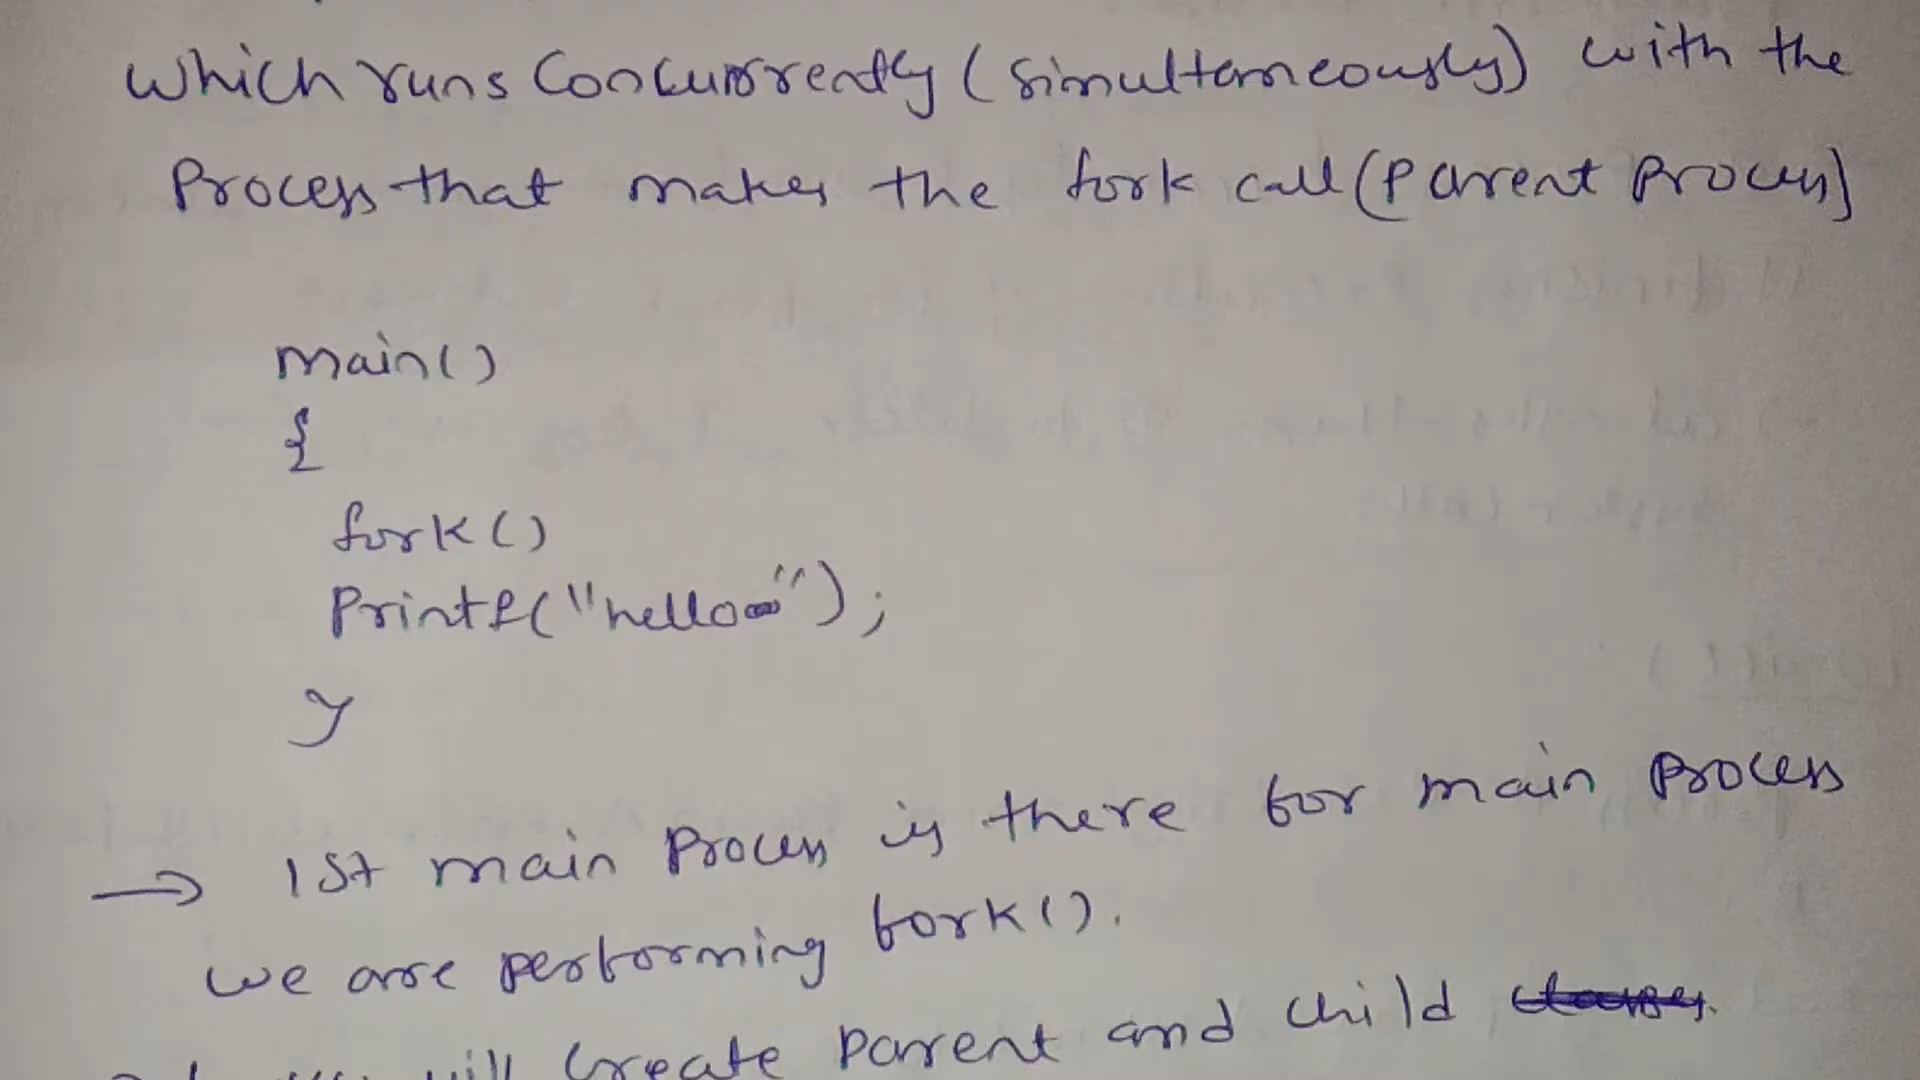 which runs Concurrently (simultaneously) with the
Process that makes the fork call (Parent Process)
main()
{
fork()
Printf("hello");
}
→ 1st main Process is there for main Process
we are performing fork().
will create parent and child